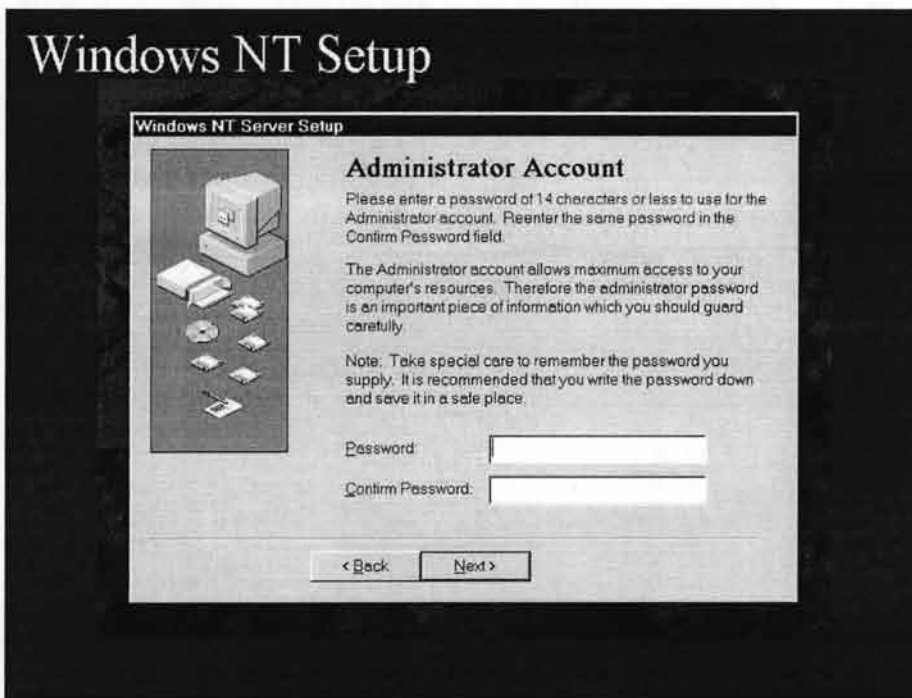 Windows NT Setup
Windows NT Server Setup
Administrator Account
Please enter a password of 14 characters or less to use for the
Administrator account. Reenter the same password in the
Confirm Password field.
The Administrator account allows maximum access to your
computer's resources. Therefore the administrator password
is an important piece of information which you should guard
carefully.
Note: Take special care to remember the password you
supply. It is recommended that you write the password down
and save it in a safe place.
Password:
Confirm Password:
< Back
Next >